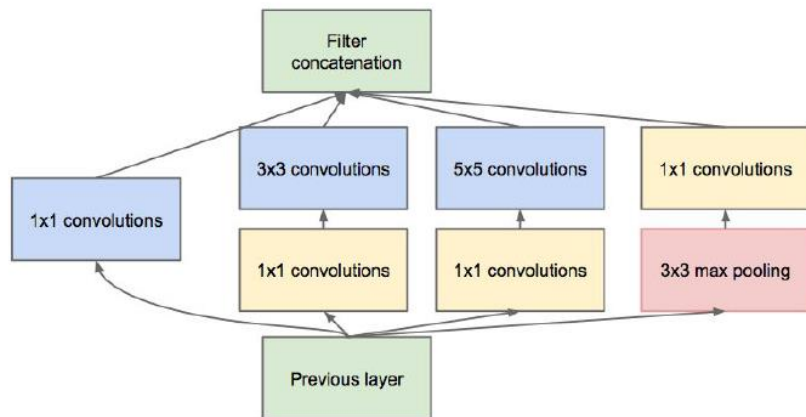 Filter
concatenation
3x3 convolutions
5x5 convolutions
1x1 convolutions
1x1 convolutions
1x1 convolutions
1x1 convolutions
3x3 max pooling
Previous layer